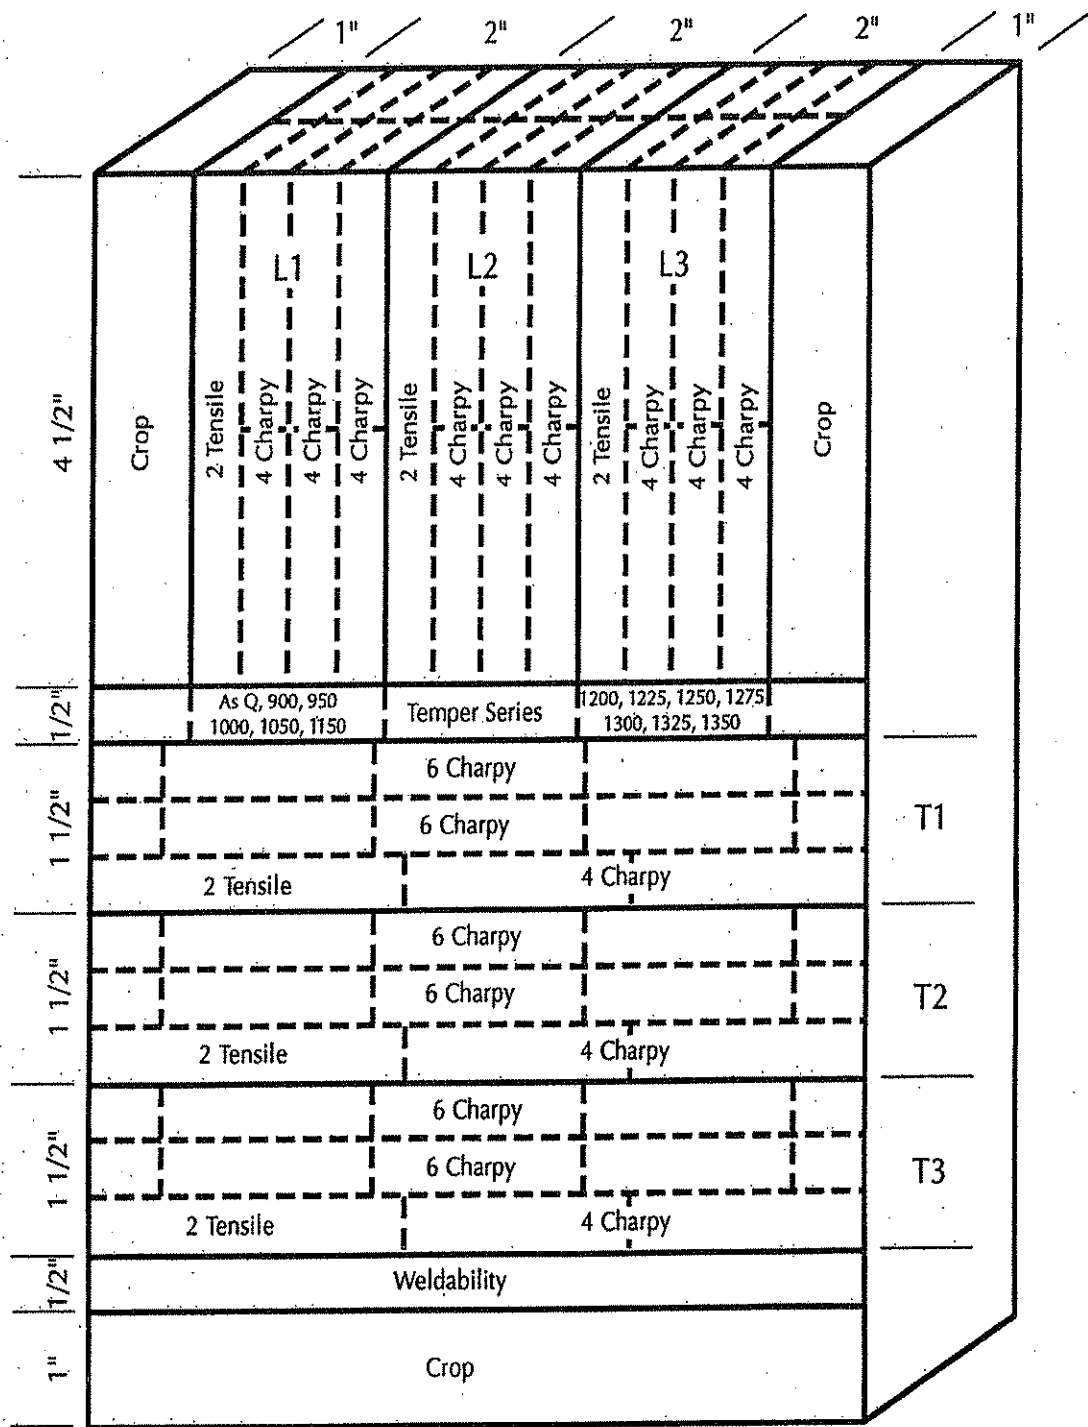 1" 2" 2" 2" 1"
L1 L2 L3
4 1/2"
Crop
2 Tensile
4 Charpy
4 Charpy
4 Charpy
2 Tensile
4 Charpy
4 Charpy
4 Charpy
2 Tensile
4 Charpy
4 Charpy
4 Charpy
Crop
1/2"
As Q, 900, 950
1000, 1050, 1150
Temper Series
1200, 1225, 1250, 1275
1300, 1325, 1350
1 1/2"
6 Charpy
6 Charpy
2 Tensile 4 Charpy
T1
1 1/2"
6 Charpy
6 Charpy
2 Tensile 4 Charpy
T2
1 1/2"
6 Charpy
6 Charpy
2 Tensile 4 Charpy
T3
1/2"
Weldability
1"
Crop